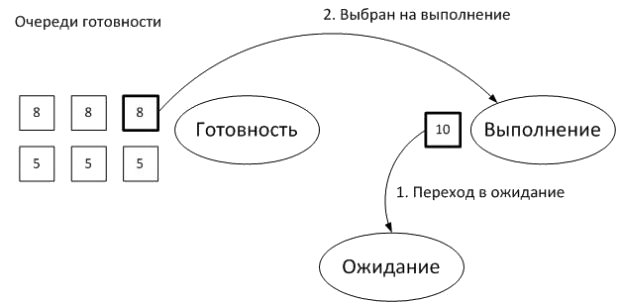 2. Выбран на выполнение
Очереди готовности
8 8 8
Готовность
10
Выполнение
5 5 5
1. Переход в ожидание
Ожидание